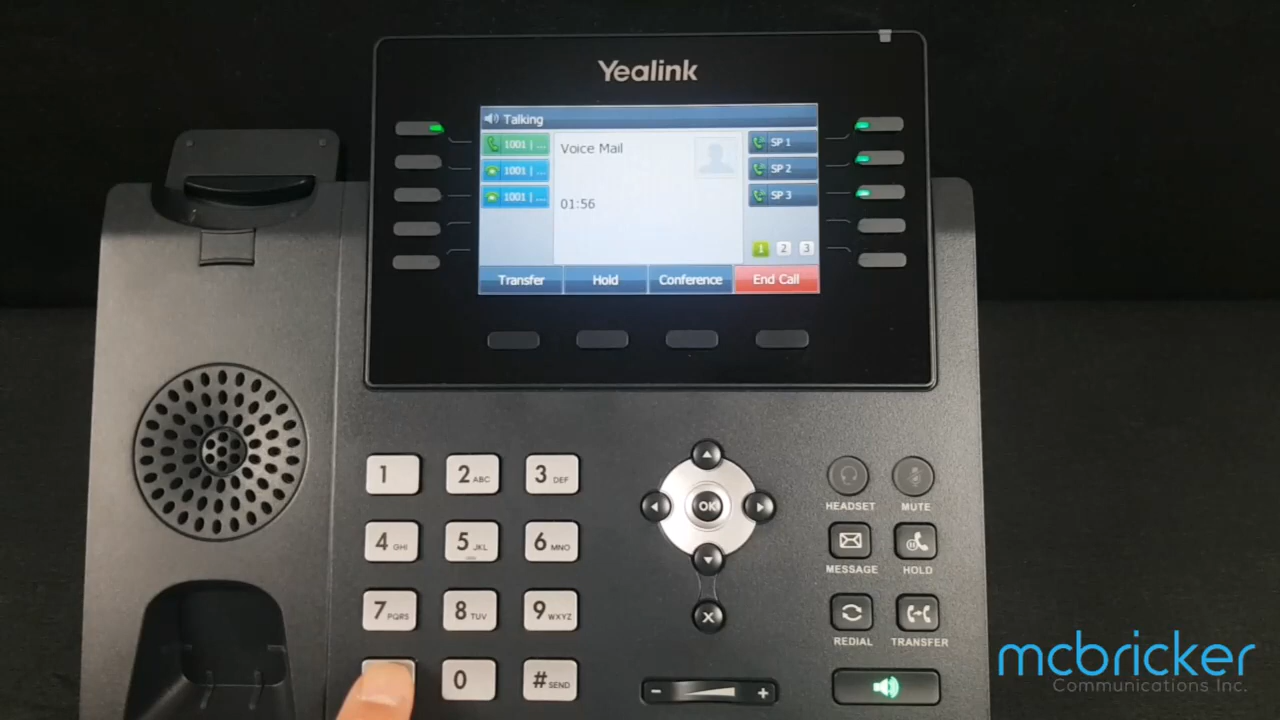 Yealink
Talking
1001 | ...
Voice Mail
SP 1
1001 | ...
SP 2
1001 | ...
01:56
SP 3
1 2 3
Transfer Hold Conference End Call
1 2 ABC 3 DEF
OK
HEADSET MUTE
4 GHI 5 JKL 6 MNO
MESSAGE HOLD
7 PQRS 8 TUV 9 WXYZ
X
REDIAL TRANSFER
0 # SEND
- +
mcbricker
Communications Inc.